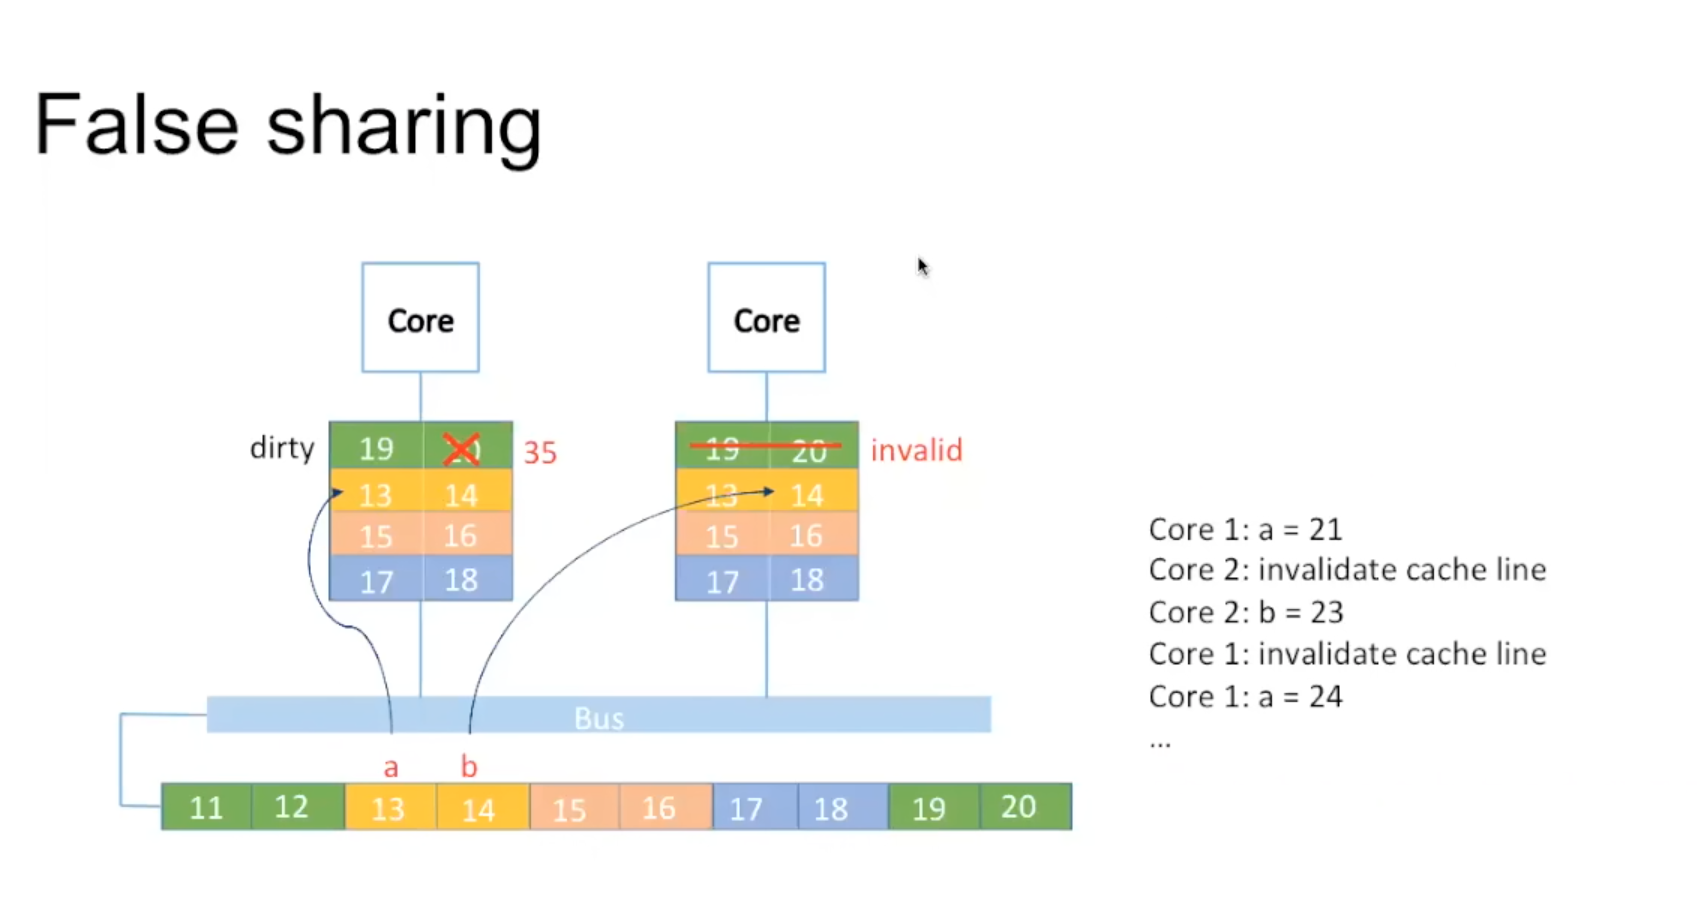 False sharing
Core
Core
dirty
19
20
35
19
20
invalid
13
14
13
14
15
16
15
16
17
18
17
18
Core 1: a = 21
Core 2: invalidate cache line
Core 2: b = 23
Core 1: invalidate cache line
Core 1: a = 24
...
Bus
a
b
11
12
13
14
15
16
17
18
19
20